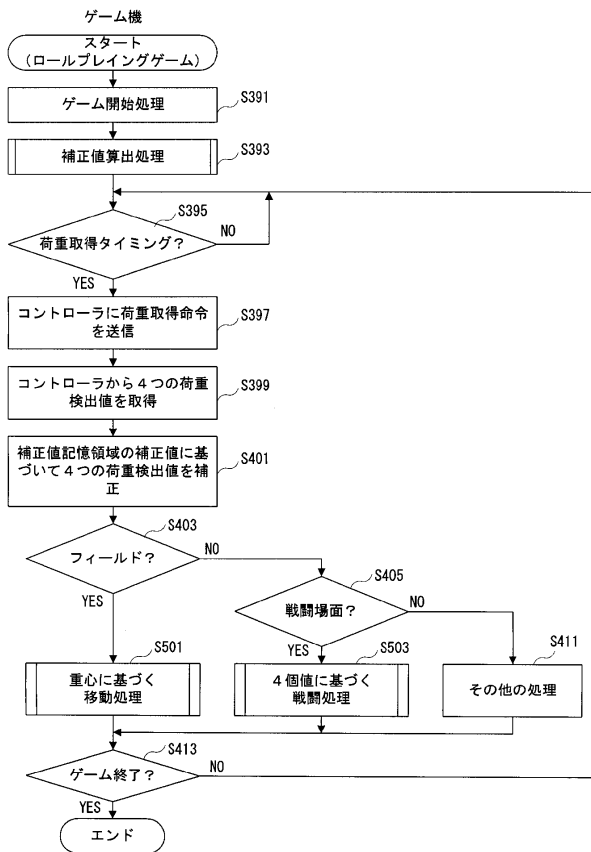 ゲーム機
スタート
(ロールプレイングゲーム)
ゲーム開始処理
S391
補正値算出処理
S393
S395
荷重取得タイミング?
NO
YES
コントローラに荷重取得命令
を送信
S397
コントローラから4つの荷重
検出値を取得
S399
補正値記憶領域の補正値に基
づいて4つの荷重検出値を補
正
S401
S403
フィールド?
NO
YES
S405
戦闘場面?
NO
YES
S501
重心に基づく
移動処理
S503
4個値に基づく
戦闘処理
S411
その他の処理
S413
ゲーム終了?
NO
YES
エンド